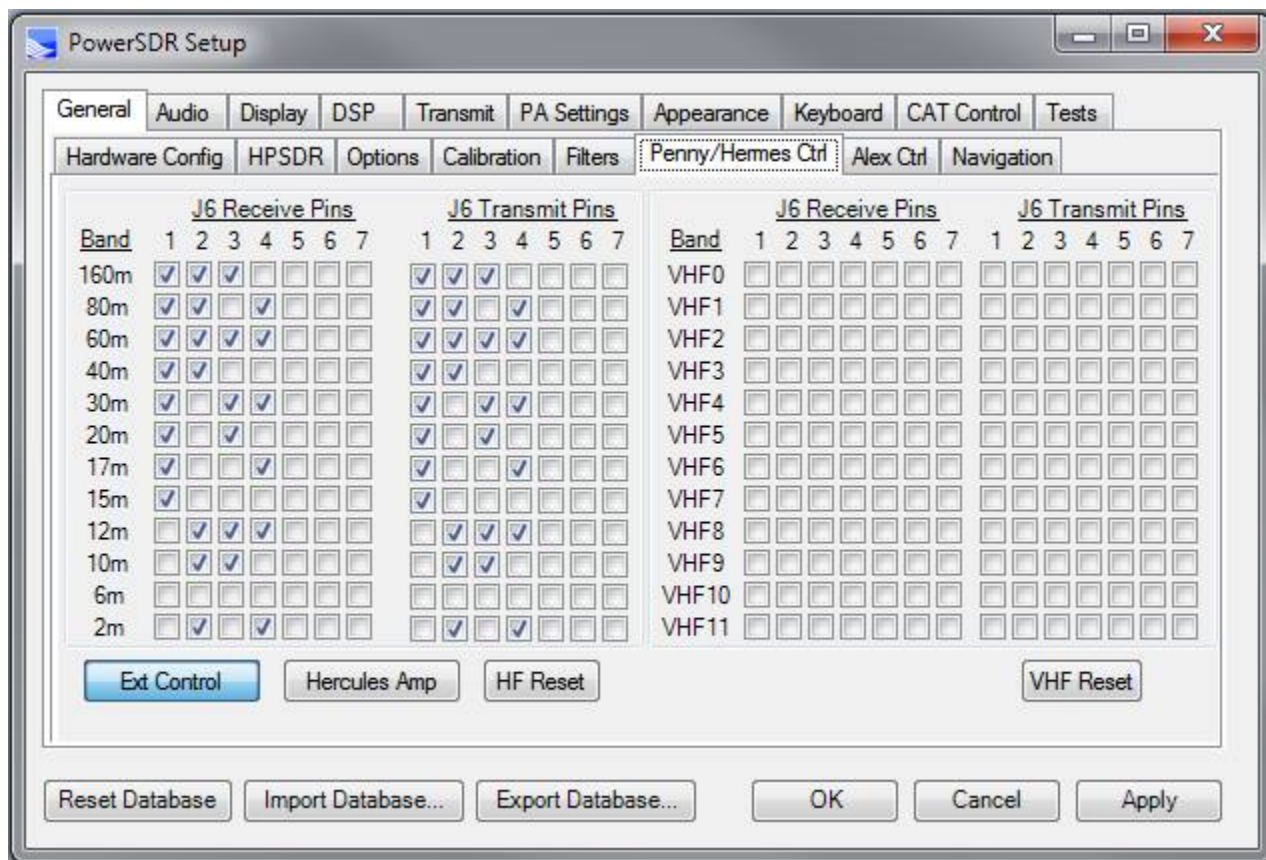 PowerSDR Setup
General Audio Display DSP Transmit PA Settings Appearance Keyboard CAT Control Tests
Hardware Config HPSDR Options Calibration Filters Penny/Hermes Ctrl Alex Ctrl Navigation
J6 Receive Pins J6 Transmit Pins J6 Receive Pins J6 Transmit Pins
Band 1 2 3 4 5 6 7 1 2 3 4 5 6 7 Band 1 2 3 4 5 6 7 1 2 3 4 5 6 7
160m VHF0
80m VHF1
60m VHF2
40m VHF3
30m VHF4
20m VHF5
17m VHF6
15m VHF7
12m VHF8
10m VHF9
6m VHF10
2m VHF11
Ext Control Hercules Amp HF Reset VHF Reset
Reset Database Import Database... Export Database... OK Cancel Apply